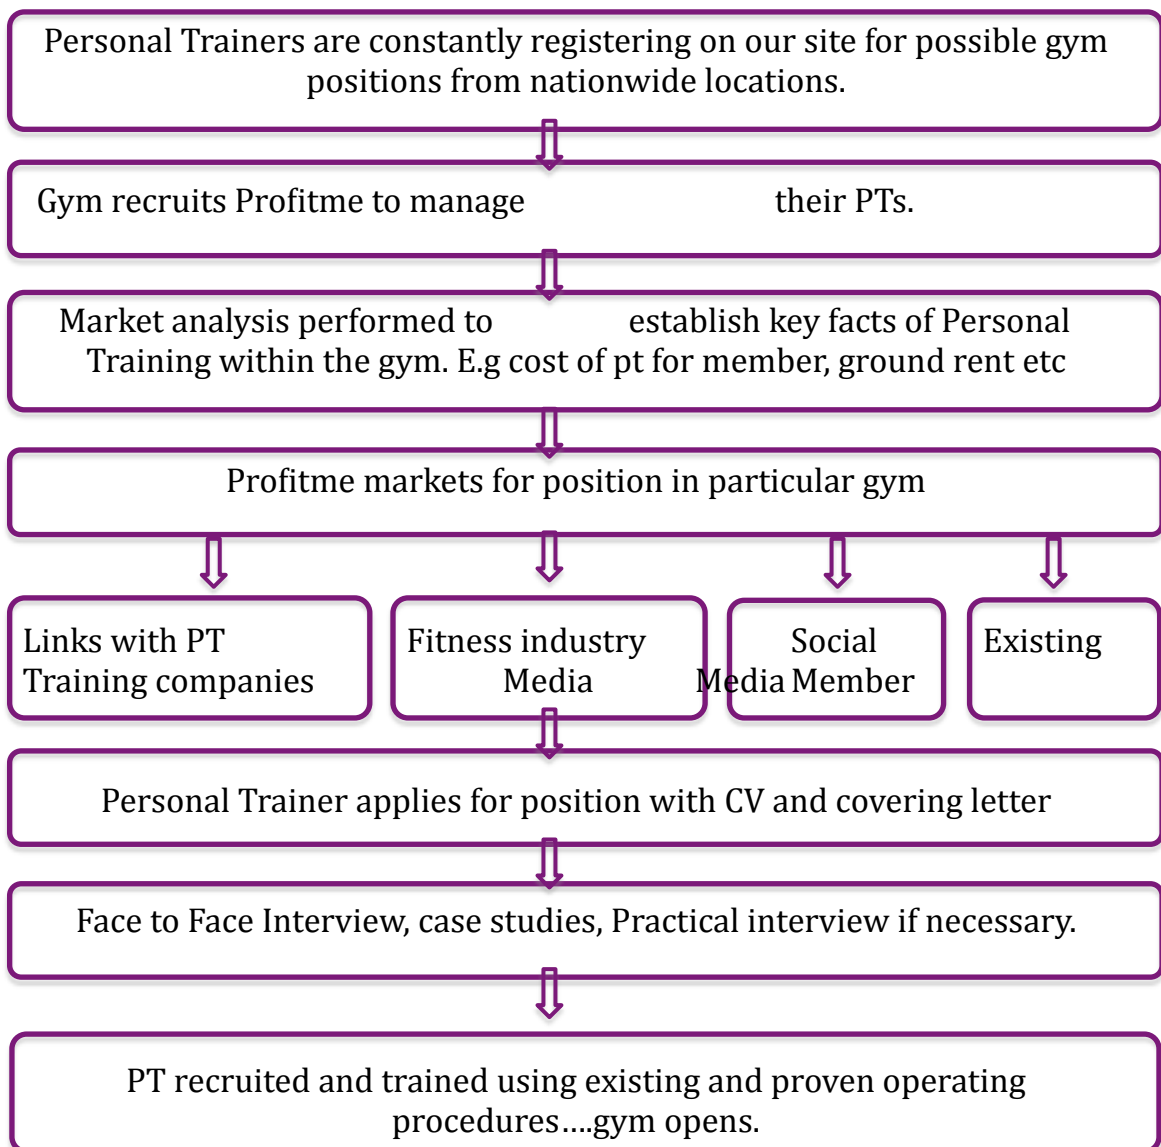 Personal Trainers are constantly registering on our site for possible gym
positions from nationwide locations.
Gym recruits Profitme to manage their PTs.
Market analysis performed to establish key facts of Personal
Training within the gym. E.g cost of pt for member, ground rent etc
Profitme markets for position in particular gym
Links with PT
Training companies
Fitness industry
Media
Social
Media Member
Existing
Personal Trainer applies for position with CV and covering letter
Face to Face Interview, case studies, Practical interview if necessary.
PT recruited and trained using existing and proven operating
procedures....gym opens.